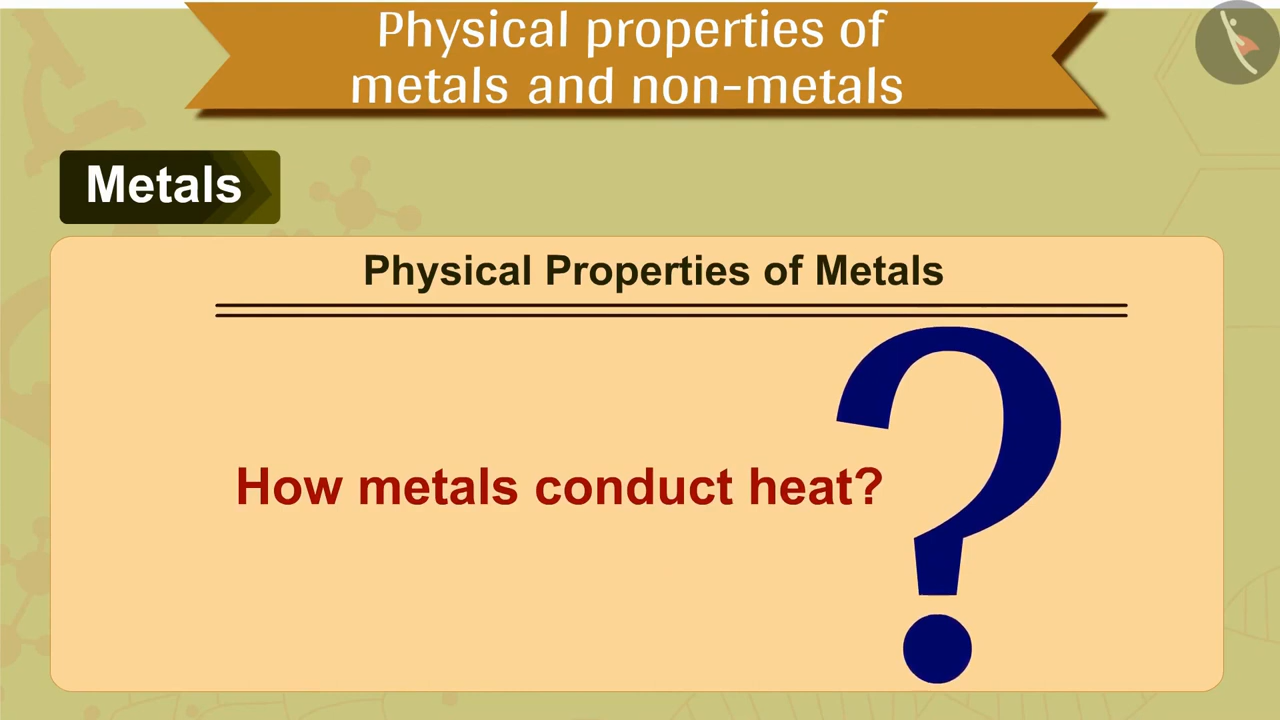 Physical properties of
metals and non-metals
Metals
Physical Properties of Metals
How metals conduct heat?
?